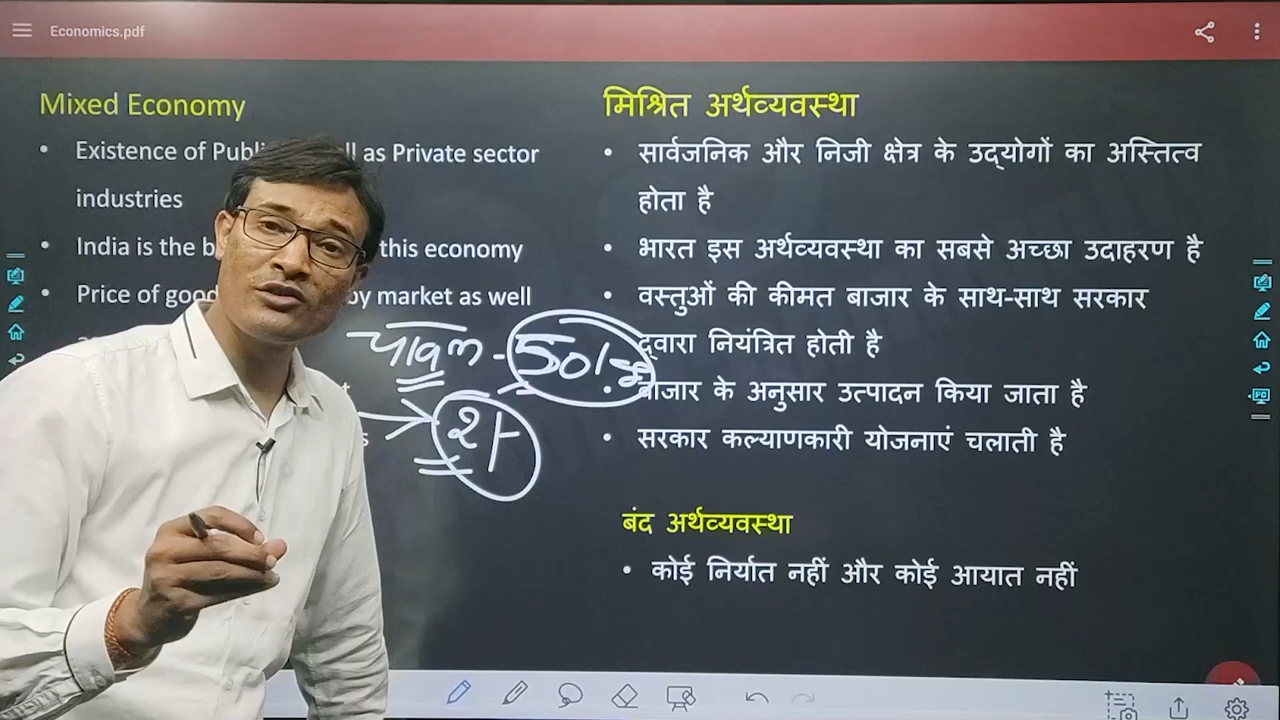 Economics.pdf
Mixed Economy
• Existence of Publ ll as Private sector
industries
• India is the b this economy
• Price of goo by market as well
मिश्रित अर्थव्यवस्था
• सार्वजनिक और निजी क्षेत्र के उद्योगों का अस्तित्व
होता है
• भारत इस अर्थव्यवस्था का सबसे अच्छा उदाहरण है
• वस्तुओं की कीमत बाजार के साथ-साथ सरकार
द्वारा नियंत्रित होती है
• बाजार के अनुसार उत्पादन किया जाता है
• सरकार कल्याणकारी योजनाएं चलाती है
चावल - 50/-
२/-
बंद अर्थव्यवस्था
• कोई निर्यात नहीं और कोई आयात नहीं